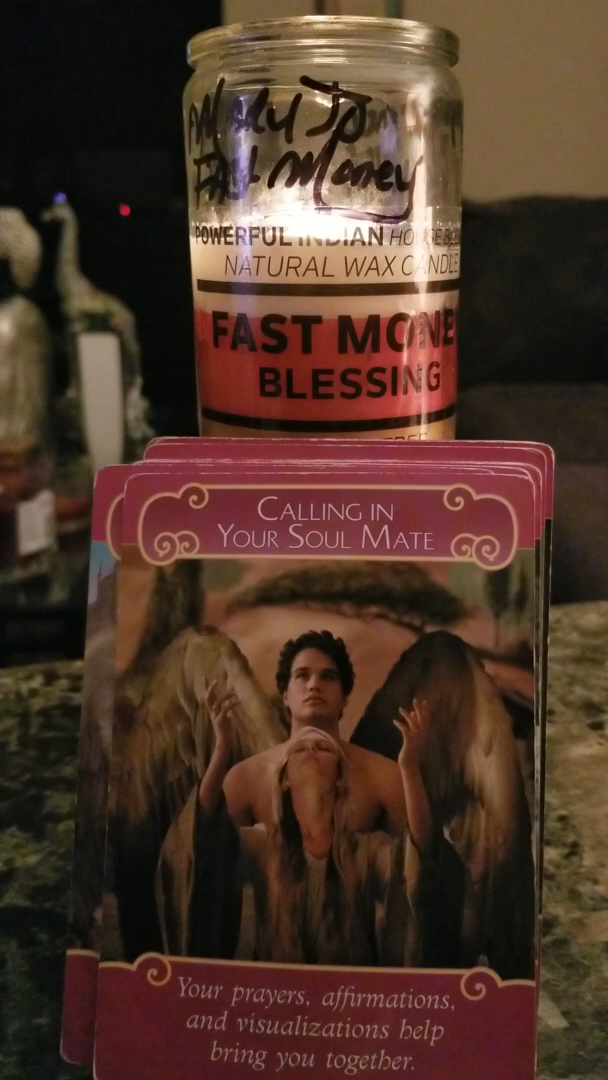 Fast Money
POWERFUL INDIAN HOUSE
NATURAL WAX CANDLE
FAST MONE
BLESSING
CALLING IN
YOUR SOUL MATE
Your prayers, affirmations,
and visualizations help
bring you together.